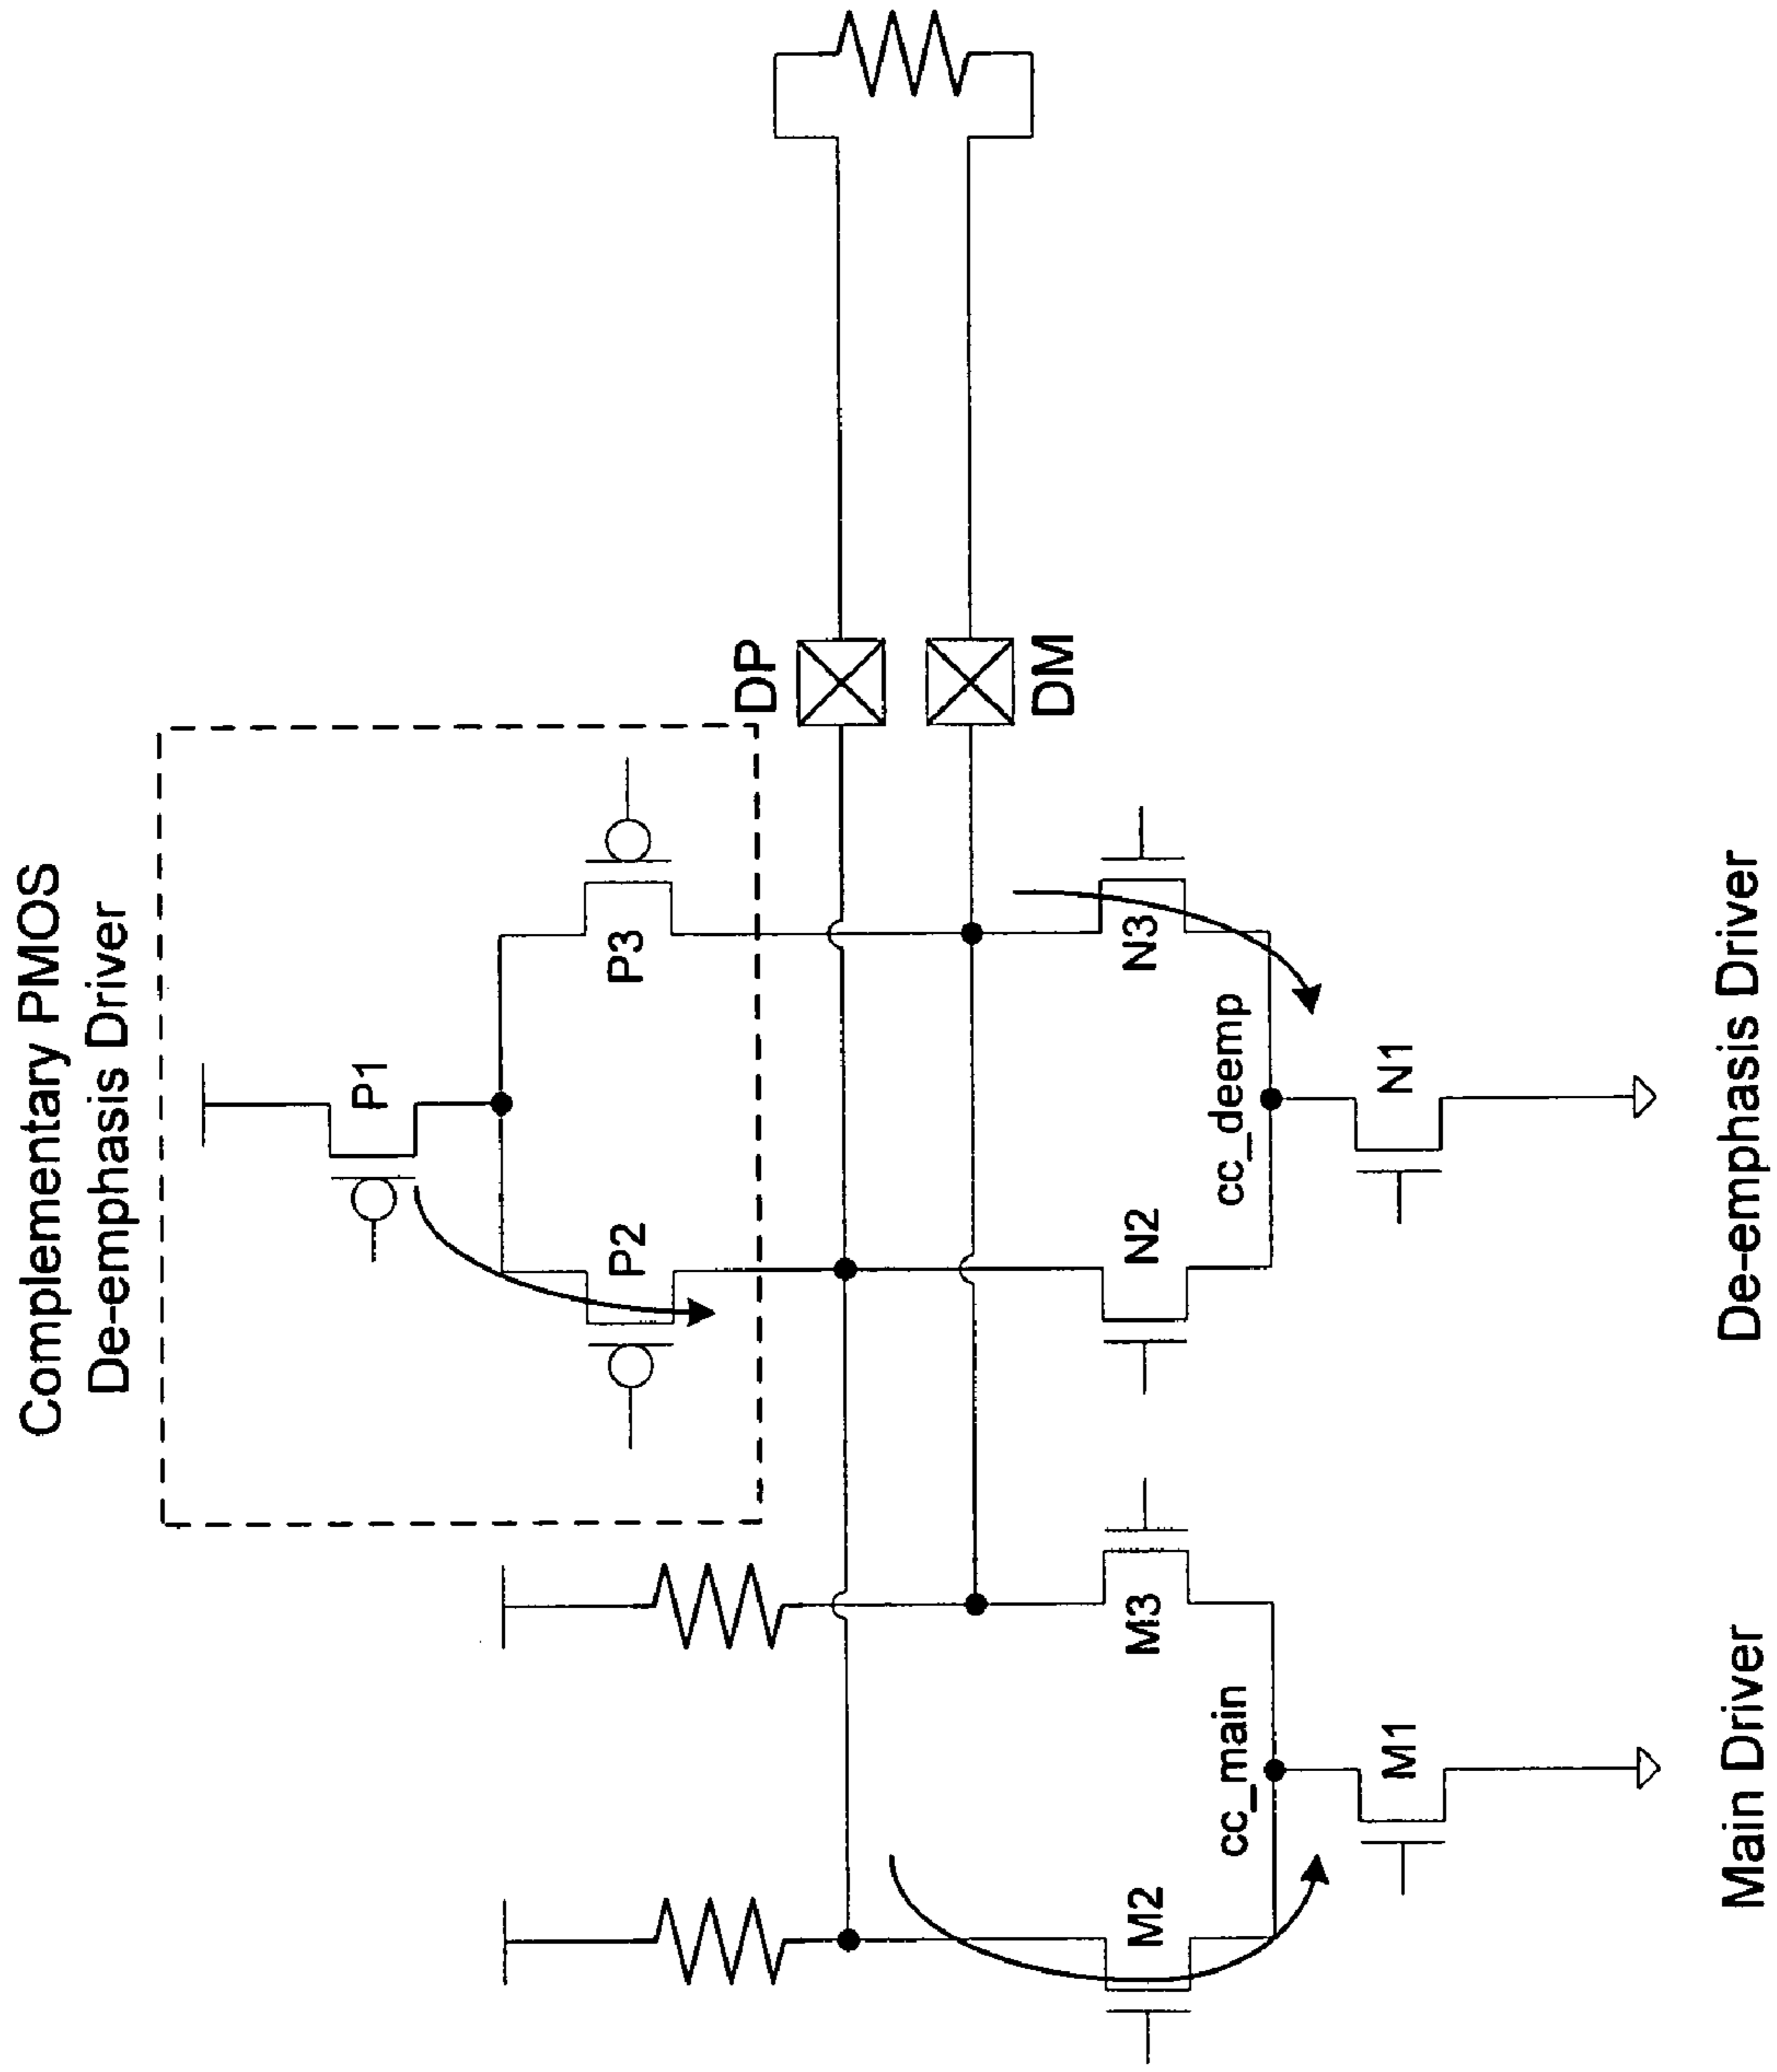 Complementary PMOS
De-emphasis Driver
P1
P2
P3
DP
DM
M2
M3
N2
N3
cc_main
cc_deemp
M1
N1
Main Driver
De-emphasis Driver